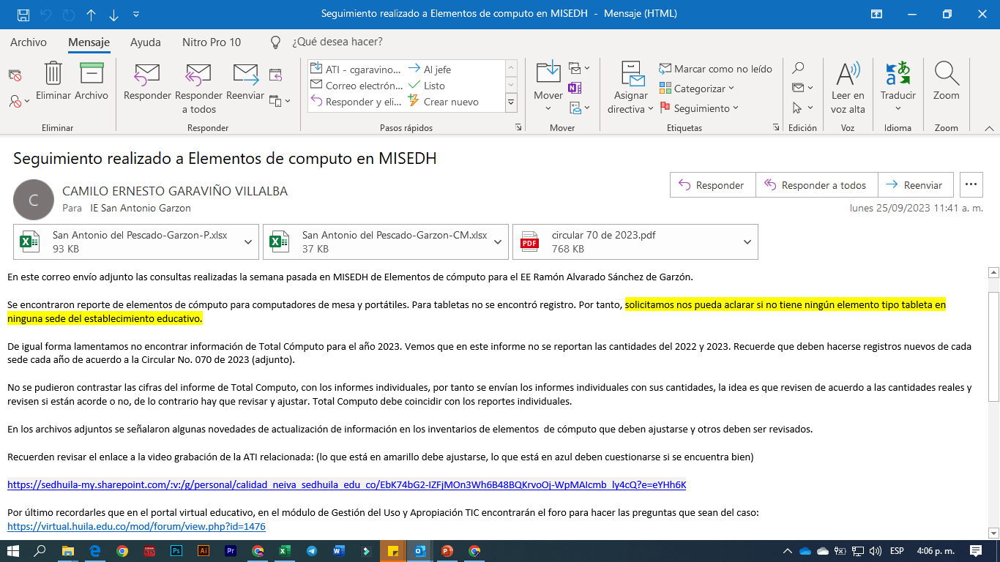 Seguimiento realizado a Elementos de computo en MISEDH - Mensaje (HTML)
Archivo Mensaje Ayuda Nitro Pro 10 ¿Qué desea hacer?
Eliminar Archivo
Responder Responder a todos Reenviar
ATI - cgaravino... Al jefe
Correo electrón... Listo
Responder y eli... Crear nuevo
Mover
Asignar directiva
Marcar como no leído
Categorizar
Seguimiento
Leer en voz alta
Traducir
Zoom
Eliminar Responder Pasos rápidos Mover Etiquetas Edición Voz Idioma Zoom
Seguimiento realizado a Elementos de computo en MISEDH
C
CAMILO ERNESTO GARAVIÑO VILLALBA
Para IE San Antonio Garzon
Responder Responder a todos Reenviar ...
lunes 25/09/2023 11:41 a. m.
San Antonio del Pescado-Garzon-P.xlsx
93 KB
San Antonio del Pescado-Garzon-CM.xlsx
37 KB
PDF
circular 70 de 2023.pdf
768 KB
En este correo envío adjunto las consultas realizadas la semana pasada en MISEDH de Elementos de cómputo para el EE Ramón Alvarado Sánchez de Garzón.
Se encontraron reporte de elementos de cómputo para computadores de mesa y portátiles. Para tabletas no se encontró registro. Por tanto, solicitamos nos pueda aclarar si no tiene ningún elemento tipo tableta en
ninguna sede del establecimiento educativo.
De igual forma lamentamos no encontrar información de Total Cómputo para el año 2023. Vemos que en este informe no se reportan las cantidades del 2022 y 2023. Recuerde que deben hacerse registros nuevos de cada
sede cada año de acuerdo a la Circular No. 070 de 2023 (adjunto).
No se pudieron contrastar las cifras del informe de Total Computo, con los informes individuales, por tanto se envían los informes individuales con sus cantidades, la idea es que revisen de acuerdo a las cantidades reales y
revisen si están acorde o no, de lo contrario hay que revisar y ajustar. Total Computo debe coincidir con los reportes individuales.
En los archivos adjuntos se señalaron algunas novedades de actualización de información en los inventarios de elementos de cómputo que deben ajustarse y otros deben ser revisados.
Recuerden revisar el enlace a la video grabación de la ATI relacionada: (lo que está en amarillo debe ajustarse, lo que está en azul deben cuestionarse si se encuentra bien)
https://sedhuila-my.sharepoint.com/:v:/g/personal/calidad_neiva_sedhuila_edu_co/EbK74bG2-IZFjMOn3Wh6B48BQKrvoOj-WpMAIcmb_ly4cQ?e=eYHh6K
Por último recordarles que en el portal virtual educativo, en el módulo de Gestión del Uso y Apropiación TIC encontrarán el foro para hacer las preguntas que sean del caso:
https://virtual.huila.edu.co/mod/forum/view.php?id=1476
Ps Ai Pr
ESP 4:06 p. m.